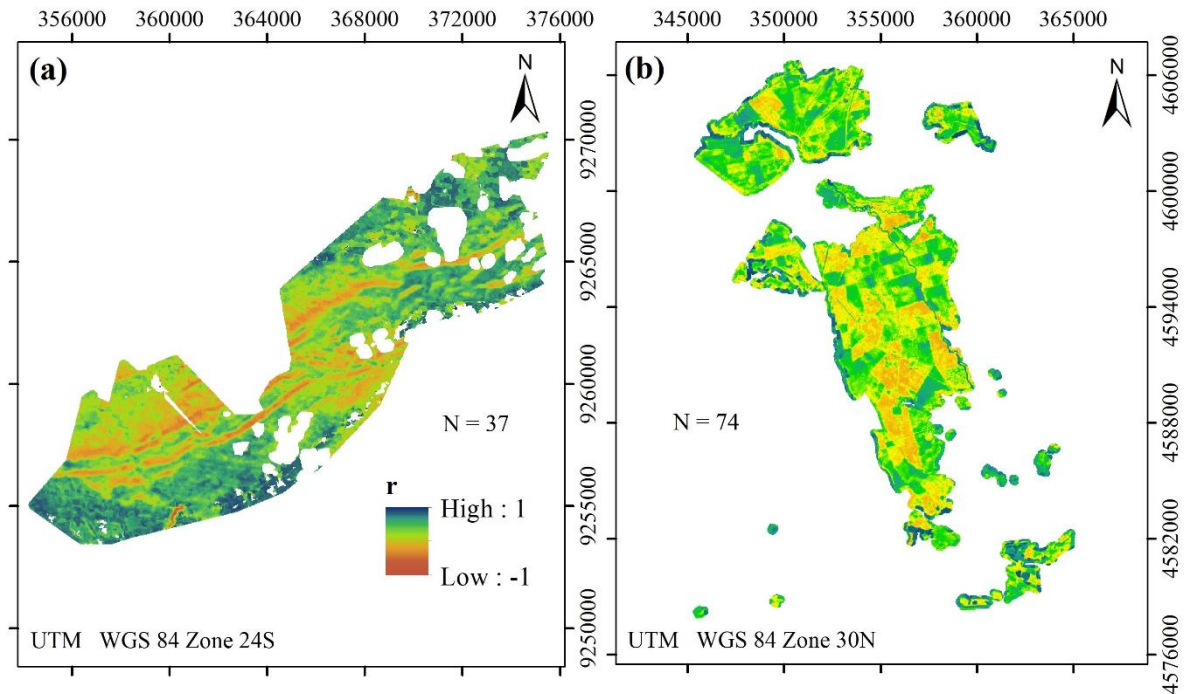 356000 360000 364000 368000 372000 376000
(a)
N
9270000
9265000
9260000
9255000
9250000
N = 37
r
High : 1
Low : -1
UTM WGS 84 Zone 24S
345000 350000 355000 360000 365000
(b)
N
4606000
4600000
4594000
4588000
4582000
4576000
N = 74
UTM WGS 84 Zone 30N